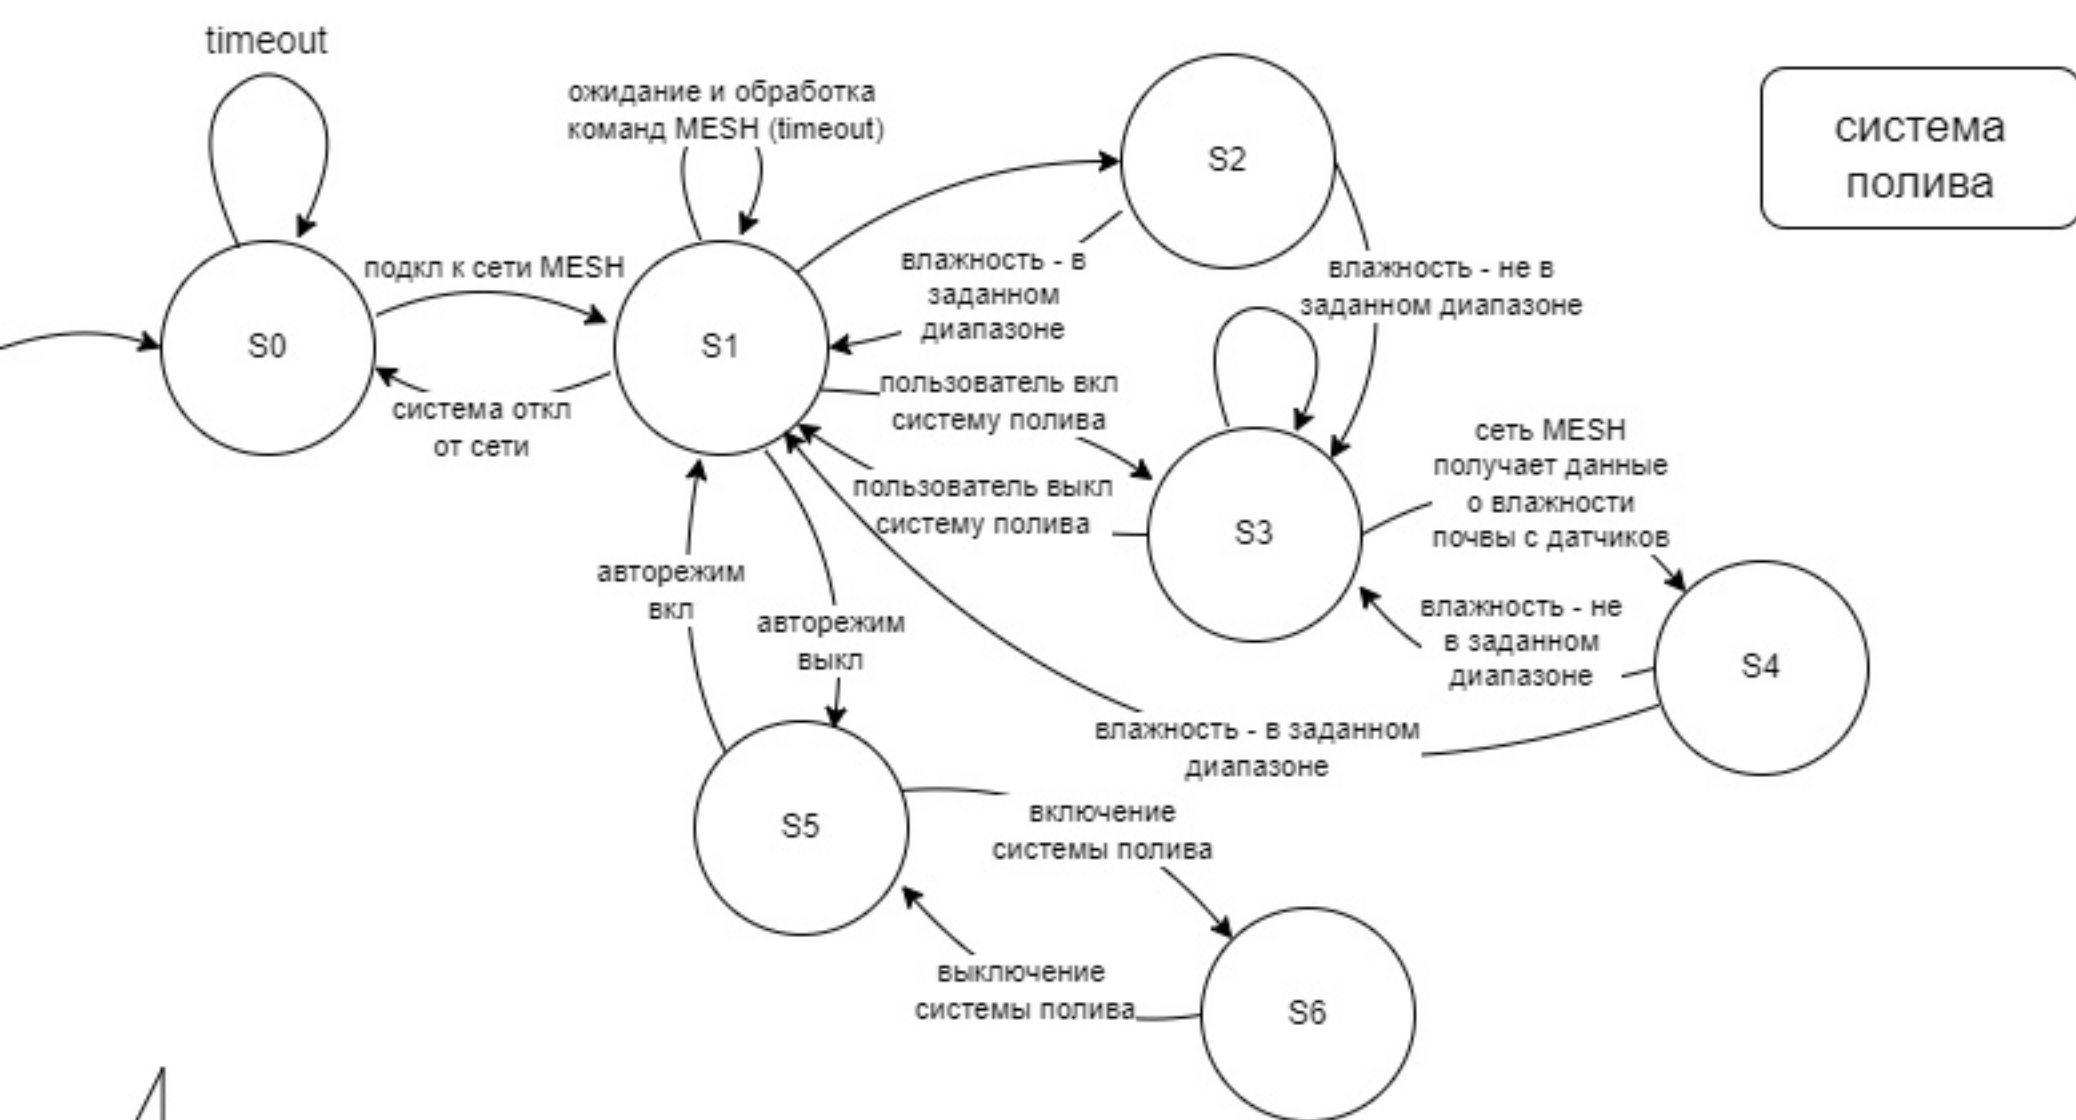 timeout
ожидание и обработка
команд MESH (timeout)
S2
система
полива
подкл к сети MESH
S0
S1
влажность - в
заданном
диапазоне
влажность - не в
заданном диапазоне
система откл
от сети
пользователь вкл
систему полива
пользователь выкл
систему полива
S3
сеть MESH
получает данные
о влажности
почвы с датчиков
авторежим
вкл
авторежим
выкл
влажность - не
в заданном
диапазоне
S4
влажность - в заданном
диапазоне
S5
включение
системы полива
выключение
системы полива
S6